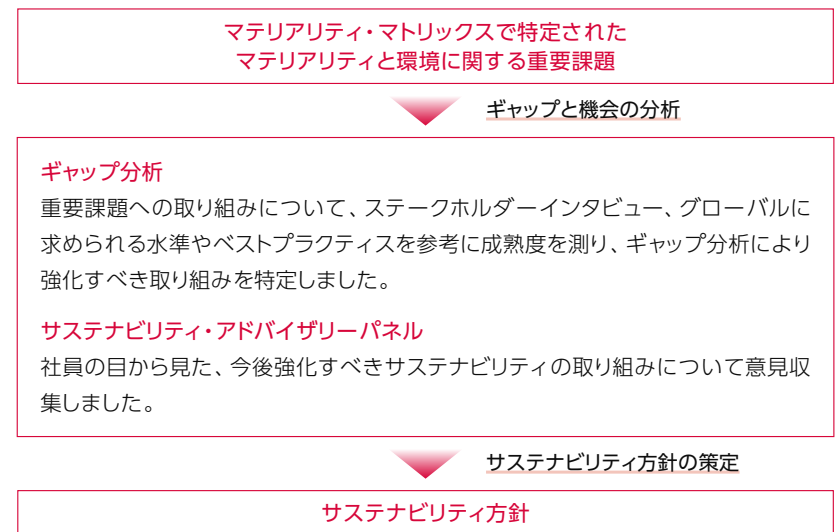 マテリアリティ・マトリックスで特定された
マテリアリティと環境に関する重要課題
ギャップと機会の分析
ギャップ分析
重要課題への取り組みについて、ステークホルダーインタビュー、グローバルに
求められる水準やベストプラクティスを参考に成熟度を測り、ギャップ分析により
強化すべき取り組みを特定しました。
サステナビリティ・アドバイザリーパネル
社員の目から見た、今後強化すべきサステナビリティの取り組みについて意見収
集しました。
サステナビリティ方針の策定
サステナビリティ方針